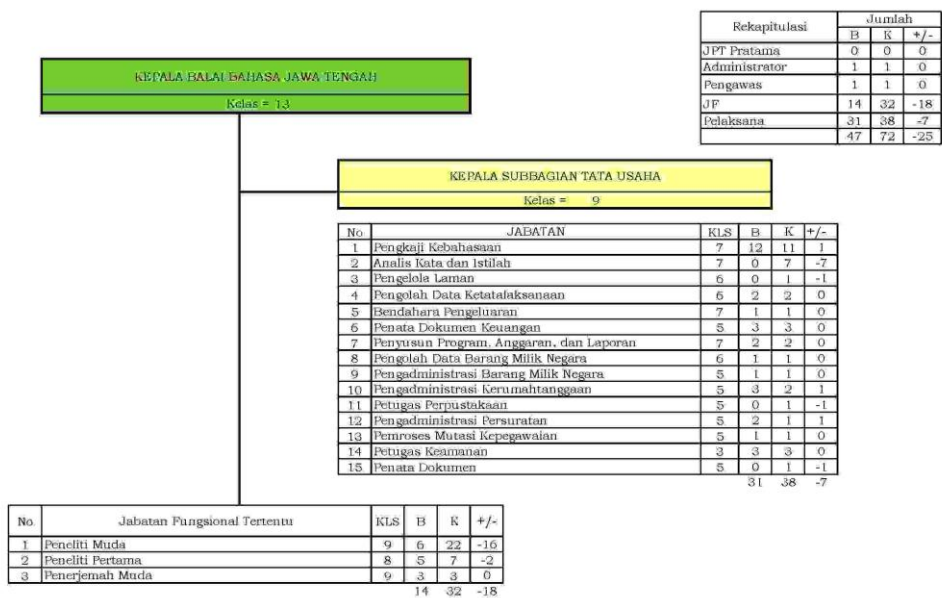 Rekapitulasi Jumlah
B K +/-
JPT Pratama 0 0 0
Administrator 1 1 0
Pengawas 1 1 0
JF 14 32 -18
Pelaksana 31 38 -7
47 72 -25
KEPALA BALAI BAHASA JAWA TENGAH
Kelas = 13
KEPALA SUBBAGIAN TATA USAHA
Kelas = 9
No JABATAN KLS B K +/-
1 Pengkaji Kebahasaan 7 12 11 1
2 Analis Kata dan Istilah 7 0 7 -7
3 Pengelola Laman 6 0 1 -1
4 Pengolah Data Ketatalaksanaan 6 2 2 0
5 Bendahara Pengeluaran 7 1 1 0
6 Penata Dokumen Keuangan 5 3 3 0
7 Penyusun Program, Anggaran, dan Laporan 7 2 2 0
8 Pengolah Data Barang Milik Negara 6 1 1 0
9 Pengadministrasi Barang Milik Negara 5 1 1 0
10 Pengadministrasi Kerumahtanggaan 5 3 2 1
11 Petugas Perpustakaan 5 0 1 -1
12 Pengadministrasi Persuratan 5 2 1 1
13 Pemroses Mutasi Kepegawaian 5 1 1 0
14 Petugas Keamanan 3 3 3 0
15 Penata Dokumen 5 0 1 -1
31 38 -7
No. Jabatan Fungsional Tertentu KLS B K +/-
1 Peneliti Muda 9 6 22 -16
2 Peneliti Pertama 8 5 7 -2
3 Penerjemah Muda 9 3 3 0
14 32 -18